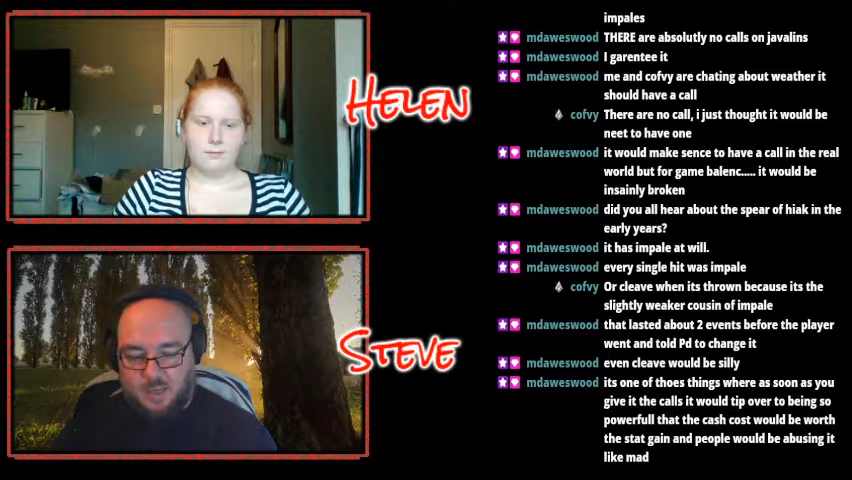 HELEN
STEVE
impales
mdaweswood THERE are absolutly no calls on javalins
mdaweswood I garentee it
mdaweswood me and cofvy are chating about weather it
should have a call
cofvy There are no call, i just thought it would be
neet to have one
mdaweswood it would make sence to have a call in the real
world but for game balenc..... it would be
insainly broken
mdaweswood did you all hear about the spear of hiak in the
early years?
mdaweswood it has impale at will.
mdaweswood every single hit was impale
cofvy Or cleave when its thrown because its the
slightly weaker cousin of impale
mdaweswood that lasted about 2 events before the player
went and told Pd to change it
mdaweswood even cleave would be silly
mdaweswood its one of thoes things where as soon as you
give it the calls it would tip over to being so
powerfull that the cash cost would be worth
the stat gain and people would be abusing it
like mad